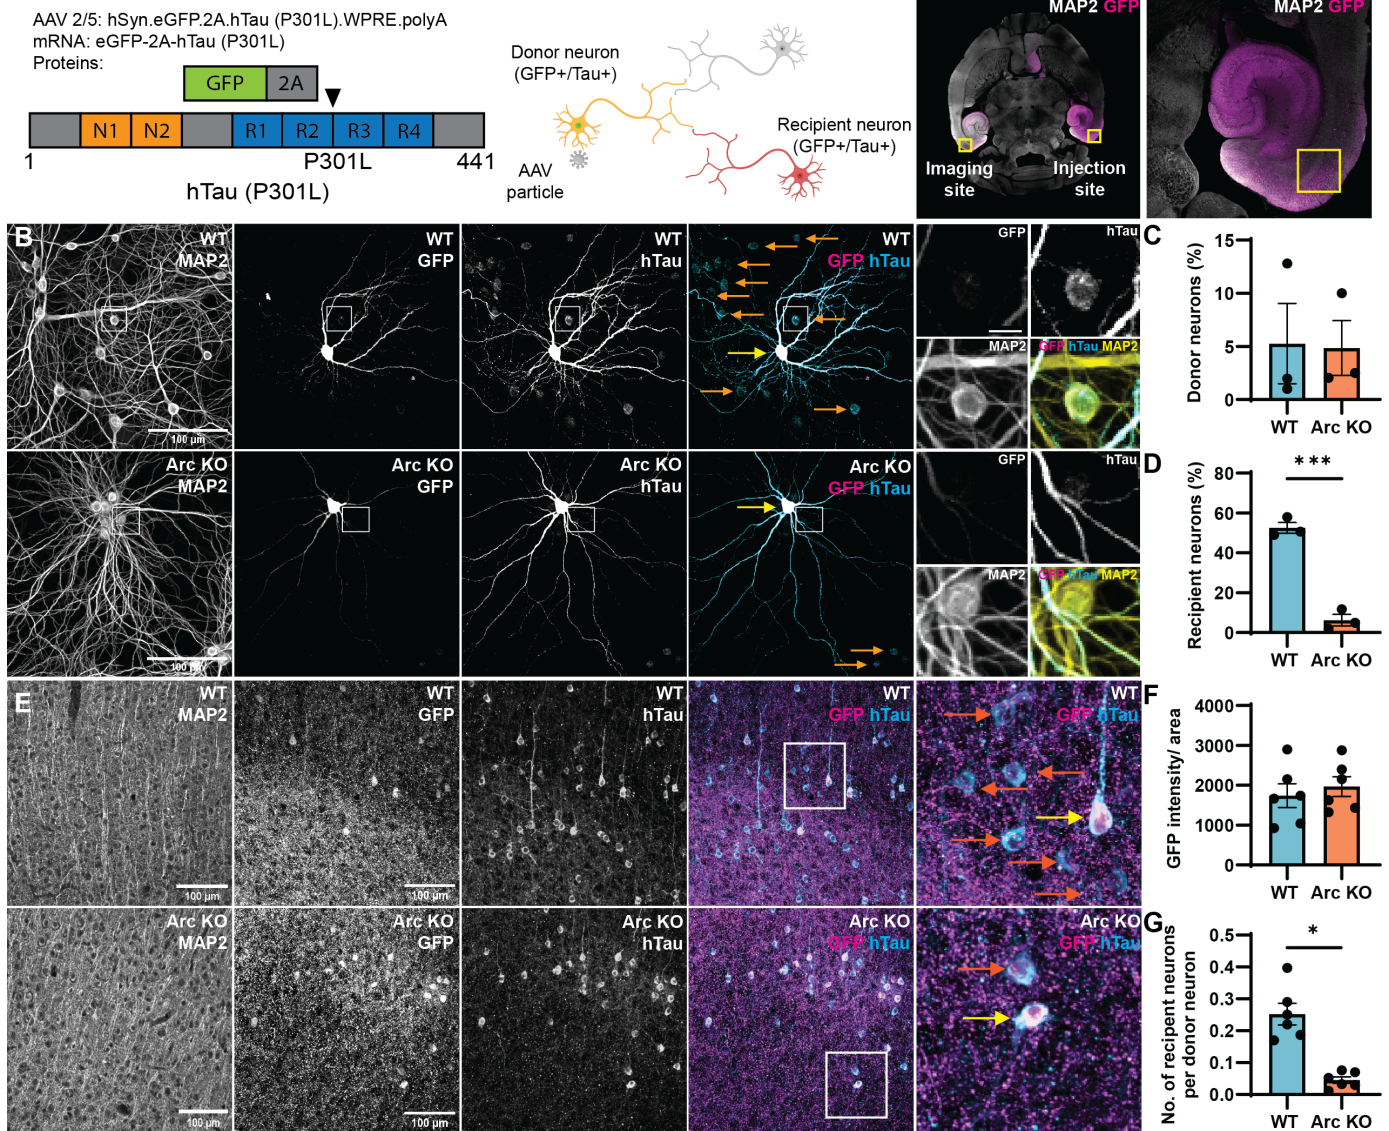 AAV 2/5: hSyn.eGFP.2A.hTau (P301L).WPRE.polyA
mRNA: eGFP-2A-hTau (P301L)
Proteins:
GFP 2A
N1 N2 R1 R2 R3 R4
1 P301L 441
hTau (P301L)
Donor neuron
(GFP+/Tau+)
Recipient neuron
(GFP+/Tau+)
AAV
particle
MAP2 GFP
Imaging
site
Injection
site
MAP2 GFP
B
WT
MAP2
100 µm
WT
GFP
WT
hTau
WT
GFP hTau
GFP
hTau
MAP2
GFP hTau MAP2
Arc KO
MAP2
100 µm
Arc KO
GFP
Arc KO
hTau
Arc KO
GFP hTau
GFP
hTau
MAP2
GFP hTau MAP2
C
Donor neurons (%)
15
10
5
0
WT Arc KO
D
Recipient neurons (%)
***
80
60
40
20
0
WT Arc KO
E
WT
MAP2
100 µm
WT
GFP
100 µm
WT
hTau
WT
GFP hTau
WT
GFP hTau
Arc KO
MAP2
100 µm
Arc KO
GFP
100 µm
Arc KO
hTau
Arc KO
GFP hTau
Arc KO
GFP hTau
F
GFP intensity/ area
4000
3000
2000
1000
0
WT Arc KO
G
No. of recipent neurons
per donor neuron
*
0.5
0.4
0.3
0.2
0.1
0.0
WT Arc KO